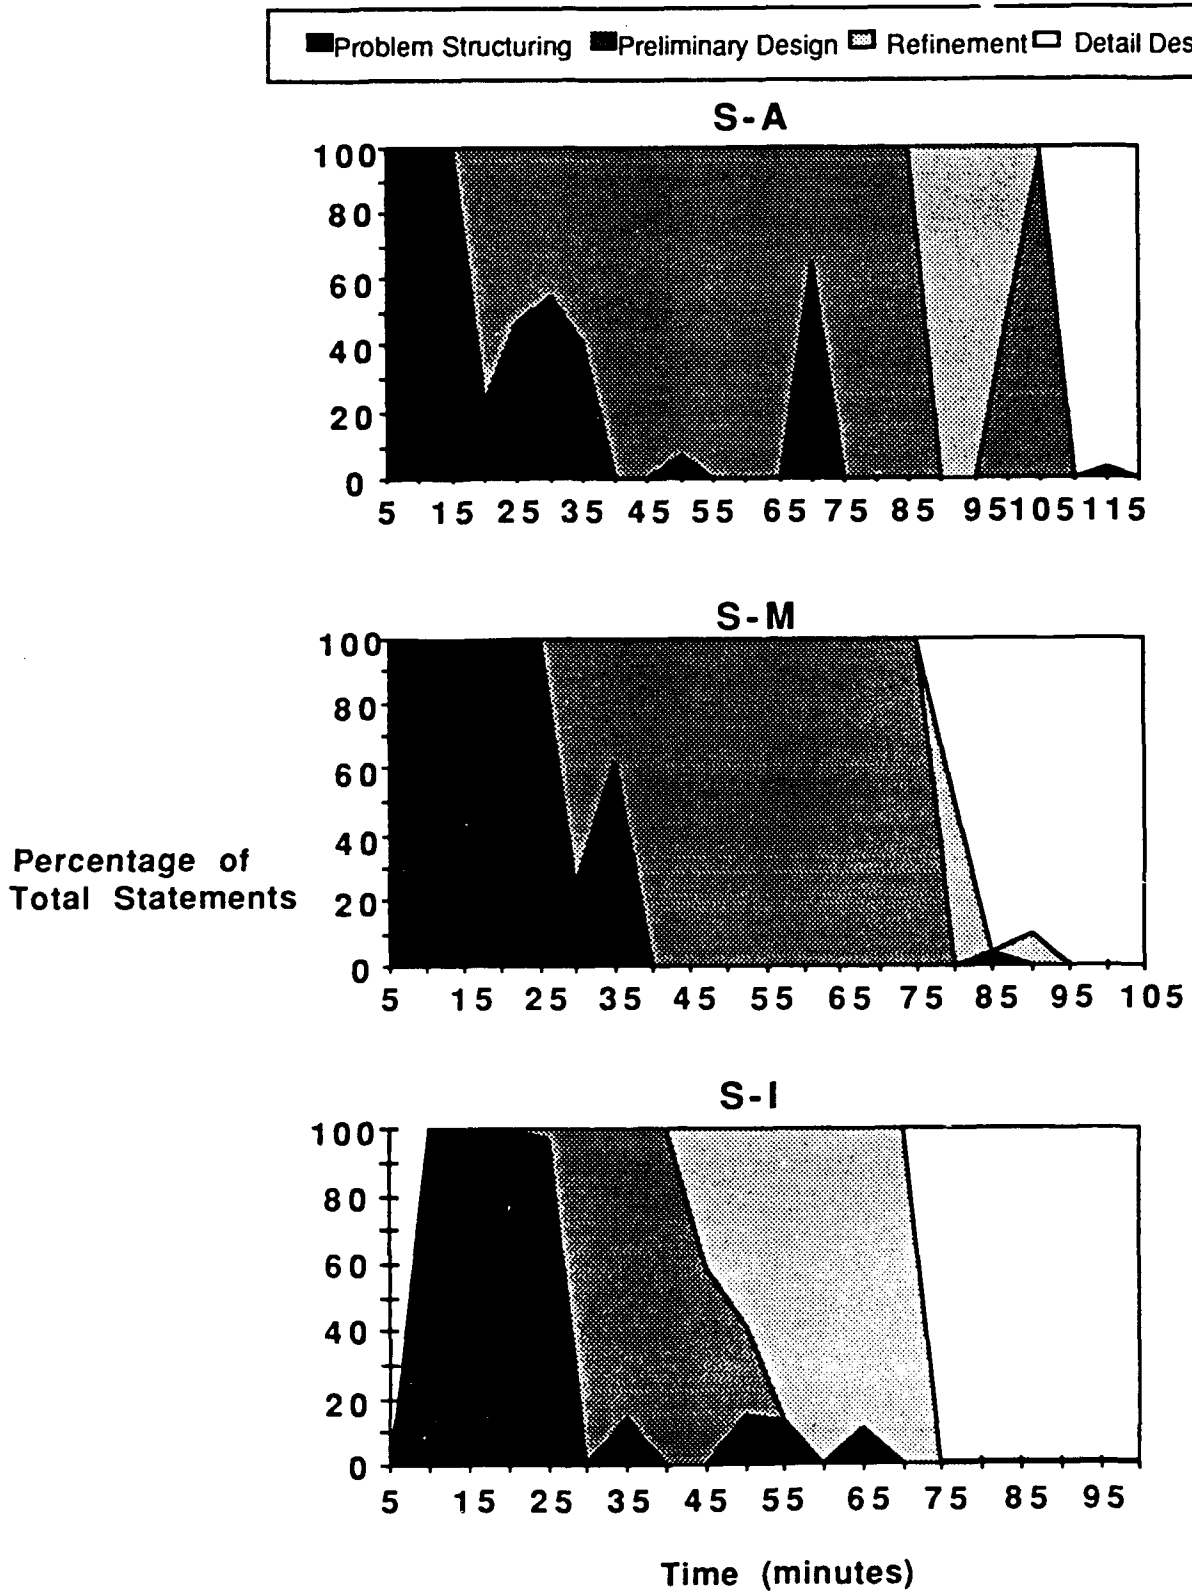 Problem Structuring Preliminary Design Refinement Detail Des
S-A
100
80
60
40
20
0
5 15 25 35 45 55 65 75 85 95 105 115
S-M
100
80
60
40
20
0
5 15 25 35 45 55 65 75 85 95 105
Percentage of
Total Statements
S-I
100
80
60
40
20
0
5 15 25 35 45 55 65 75 85 95
Time (minutes)